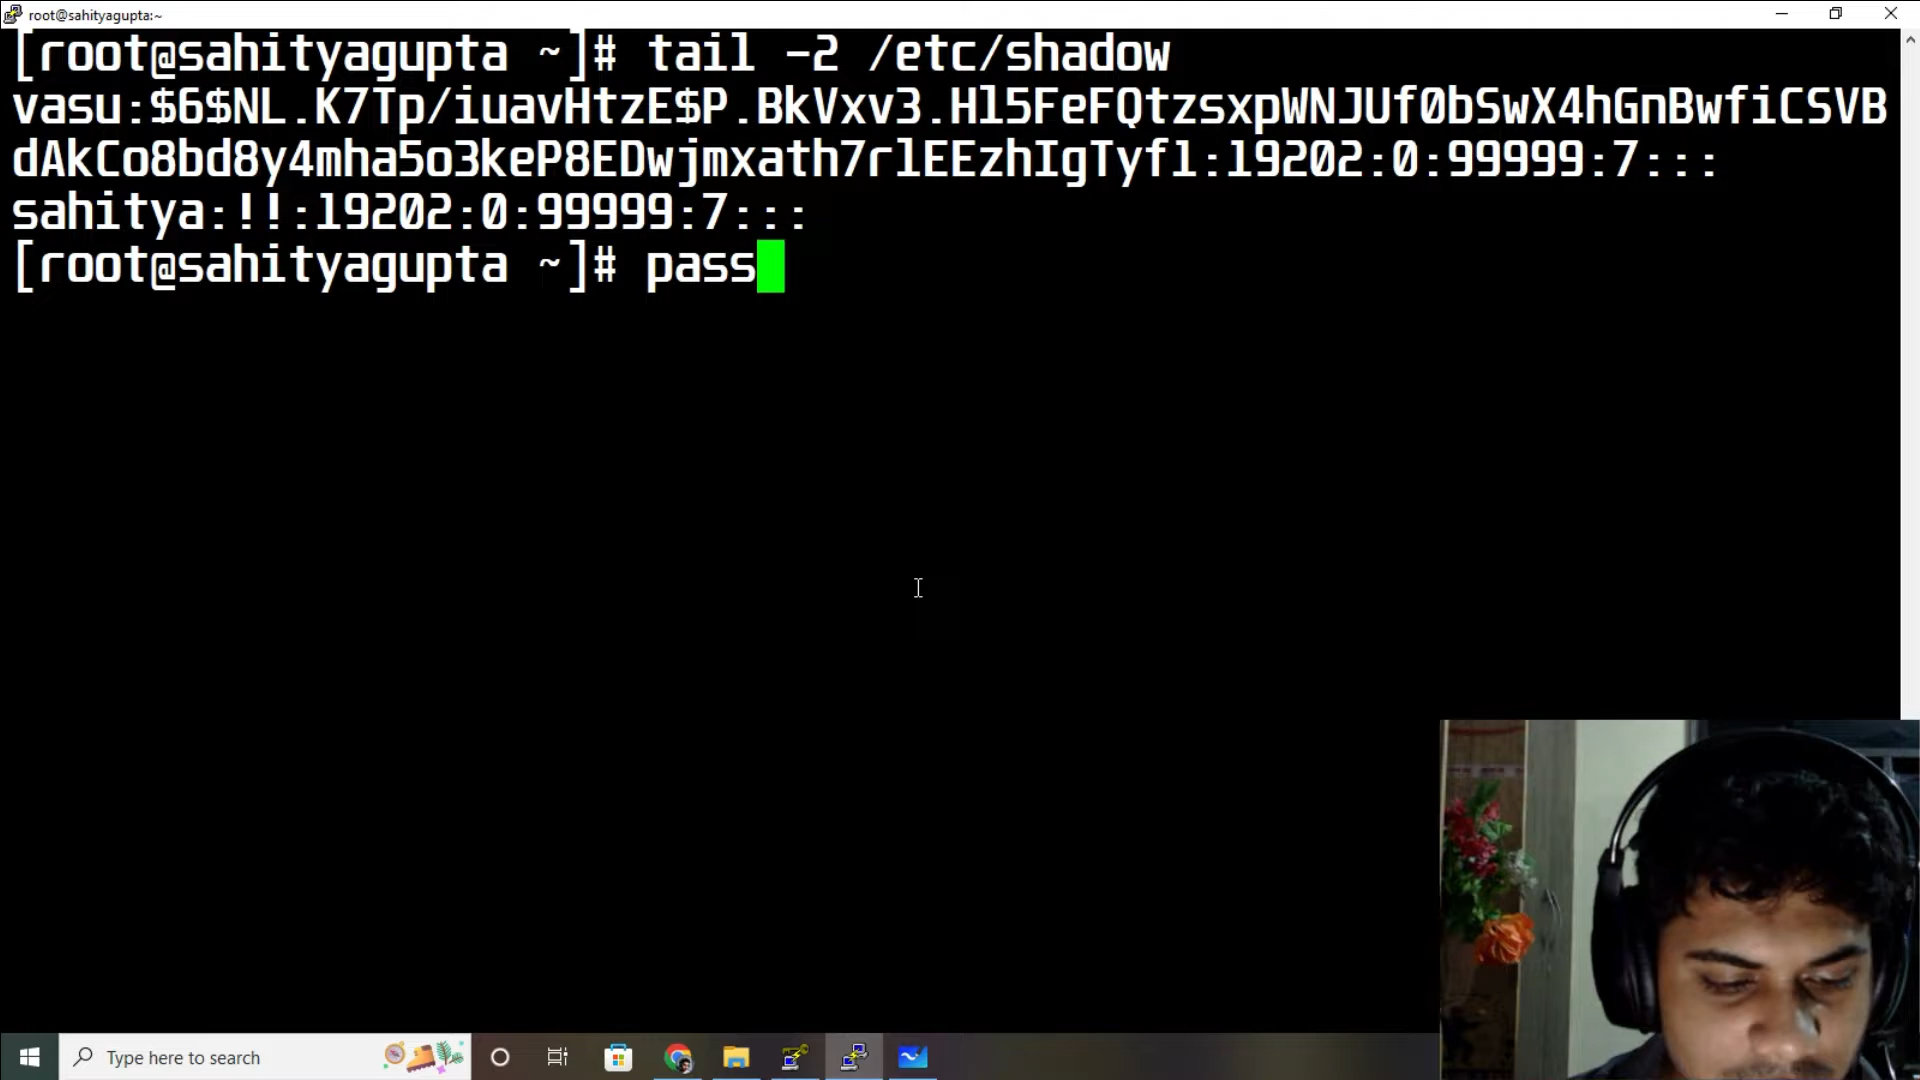 root@sahityagupta:~
[root@sahityagupta ~]# tail -2 /etc/shadow
vasu:$6$NL.K7Tp/iuavHtzE$P.BkVxv3.Hl5FeFQtzsxpWNJUf0bSwX4hGnBwfiCSVB
dAkCo8bd8y4mha5o3keP8EDwjmxath7rlEEzhIgTyf1:19202:0:99999:7:::
sahitya:!!:19202:0:99999:7:::
[root@sahityagupta ~]# pass
Type here to search